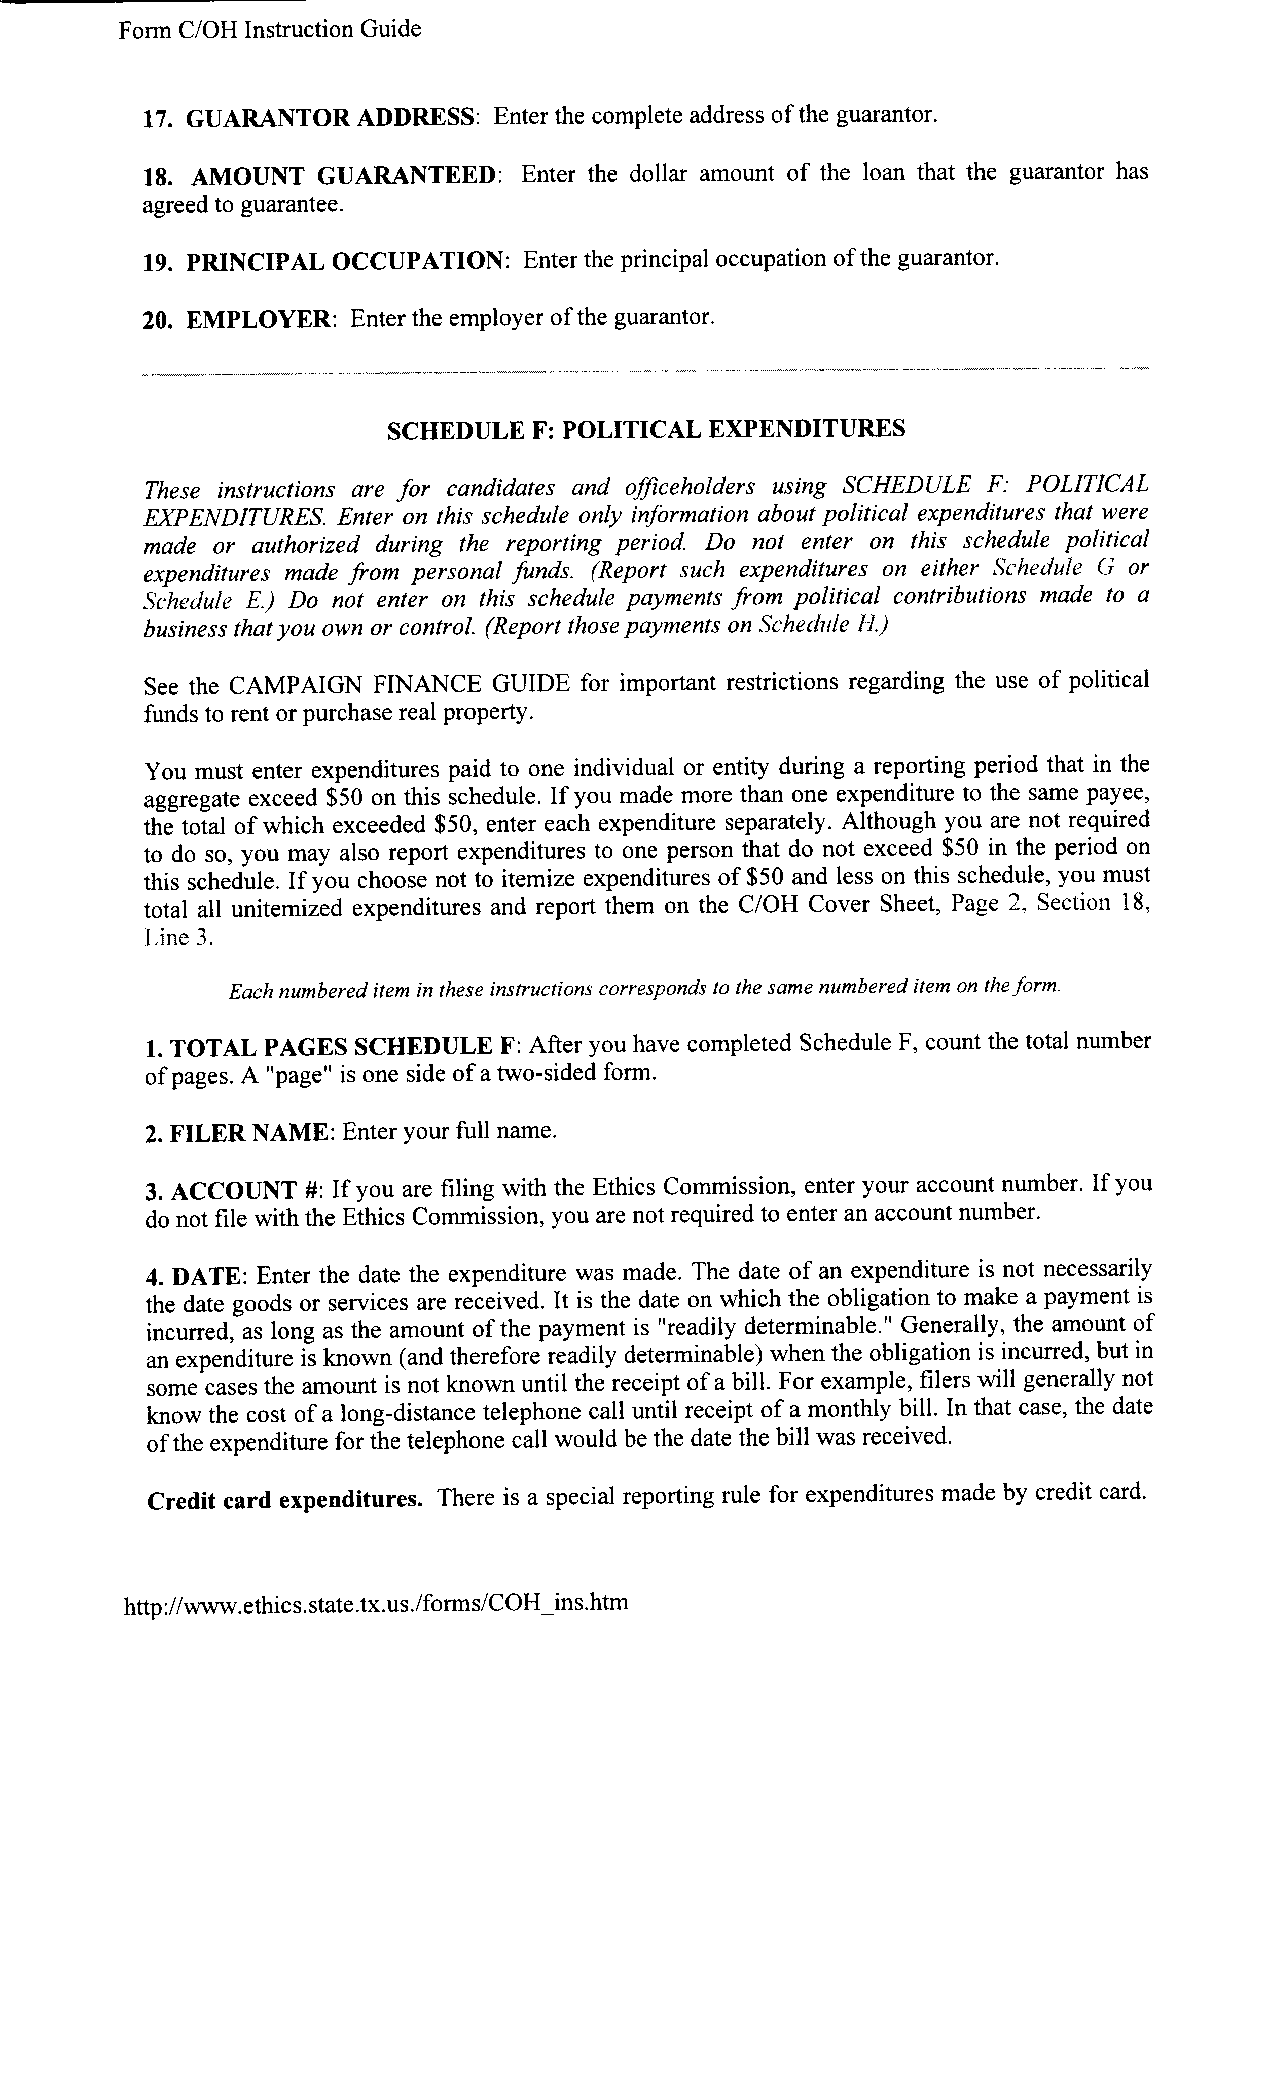 Form C/OH Instruction Guide
17. GUARANTOR ADDRESS: Enter the complete address of the guarantor.
18. AMOUNT GUARANTEED: Enter the dollar amount of the loan that the guarantor has
agreed to guarantee.
19. PRINCIPAL OCCUPATION: Enter the principal occupation of the guarantor.
20. EMPLOYER: Enter the employer of the guarantor.
SCHEDULE F: POLITICAL EXPENDITURES
These instructions are for candidates and officeholders using SCHEDULE F: POLITICAL
EXPENDITURES. Enter on this schedule only information about political expenditures that were
made or authorized during the reporting period. Do not enter on this schedule political
expenditures made from personal funds. (Report such expenditures on either Schedule G or
Schedule E.) Do not enter on this schedule payments from political contributions made to a
business that you own or control. (Report those payments on Schedule H.)
See the CAMPAIGN FINANCE GUIDE for important restrictions regarding the use of political
funds to rent or purchase real property.
You must enter expenditures paid to one individual or entity during a reporting period that in the
aggregate exceed $50 on this schedule. If you made more than one expenditure to the same payee,
the total of which exceeded $50, enter each expenditure separately. Although you are not required
to do so, you may also report expenditures to one person that do not exceed $50 in the period on
this schedule. If you choose not to itemize expenditures of $50 and less on this schedule, you must
total all unitemized expenditures and report them on the C/OH Cover Sheet, Page 2, Section 18,
Line 3.
Each numbered item in these instructions corresponds to the same numbered item on the form.
1. TOTAL PAGES SCHEDULE F: After you have completed Schedule F, count the total number
of pages. A "page" is one side of a two-sided form.
2. FILER NAME: Enter your full name.
3. ACCOUNT #: If you are filing with the Ethics Commission, enter your account number. If you
do not file with the Ethics Commission, you are not required to enter an account number.
4. DATE: Enter the date the expenditure was made. The date of an expenditure is not necessarily
the date goods or services are received. It is the date on which the obligation to make a payment is
incurred, as long as the amount of the payment is "readily determinable." Generally, the amount of
an expenditure is known (and therefore readily determinable) when the obligation is incurred, but in
some cases the amount is not known until the receipt of a bill. For example, filers will generally not
know the cost of a long-distance telephone call until receipt of a monthly bill. In that case, the date
of the expenditure for the telephone call would be the date the bill was received.
Credit card expenditures. There is a special reporting rule for expenditures made by credit card.
http://www.ethics.state.tx.us./forms/COH_ins.htm